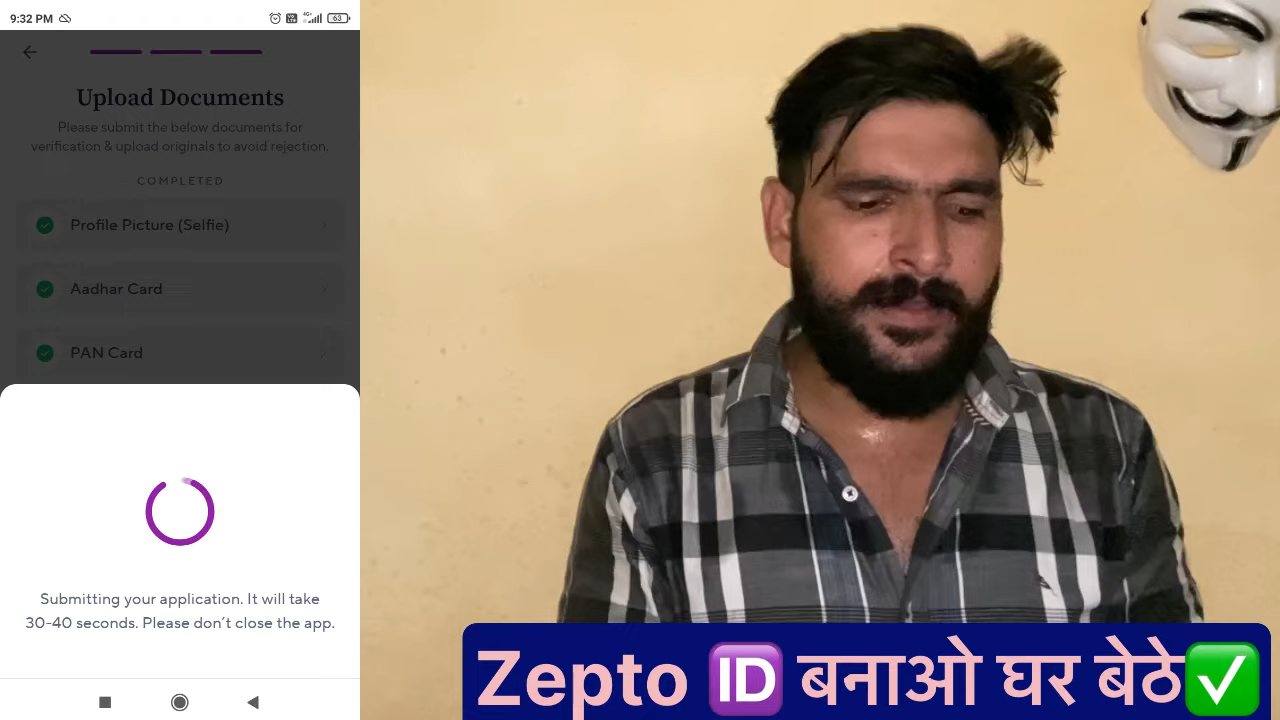 9:32 PM
63
Upload Documents
Please submit the below documents for
verification & upload originals to avoid rejection.
COMPLETED
Profile Picture (Selfie)
Aadhar Card
PAN Card
Submitting your application. It will take
30-40 seconds. Please don't close the app.
Zepto 🆔 बनाओ घर बेठे✅